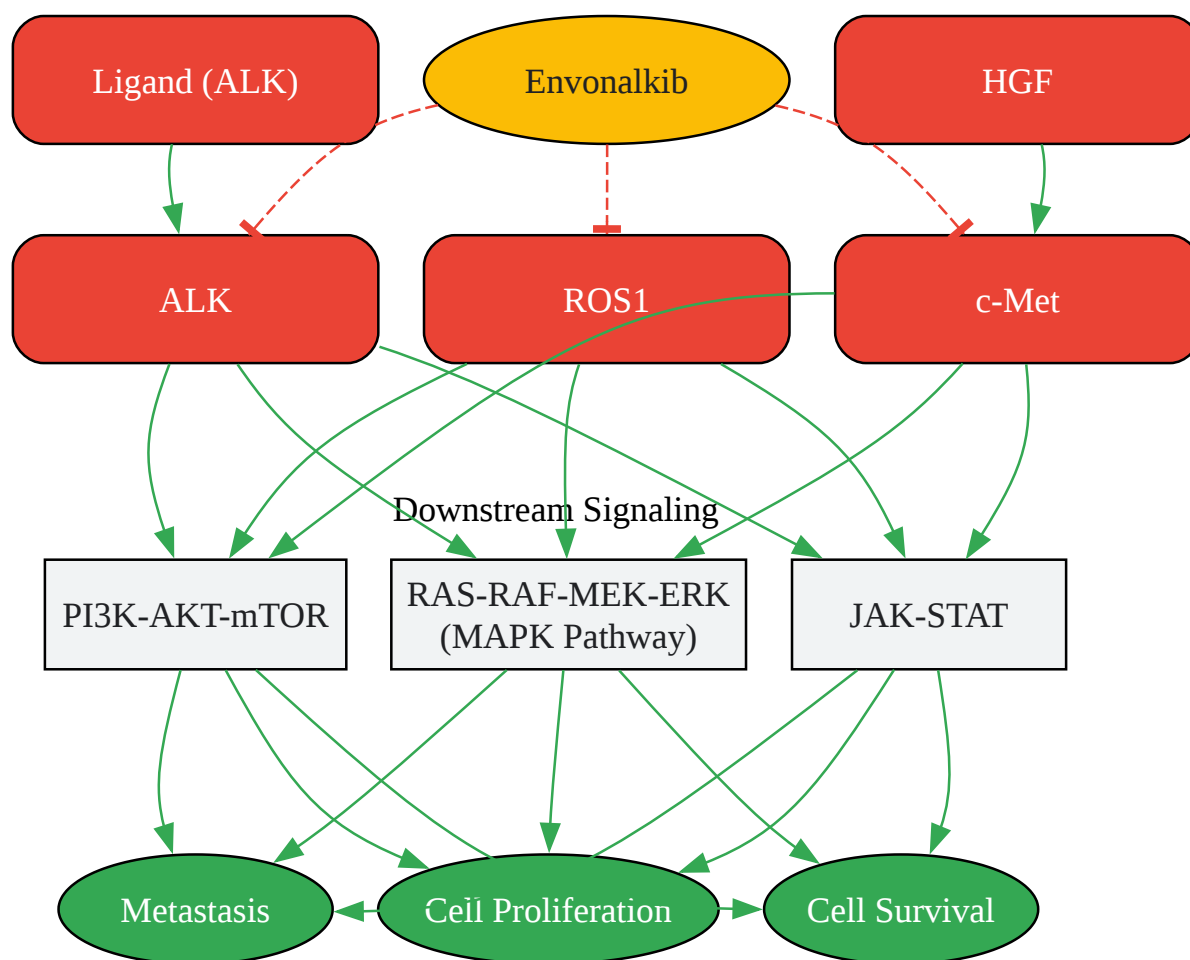 Ligand (ALK)
Envonalkib
HGF
ALK
ROS1
c-Met
Downstream Signaling
PI3K-AKT-mTOR
RAS-RAF-MEK-ERK
(MAPK Pathway)
JAK-STAT
Metastasis
Cell Proliferation
Cell Survival